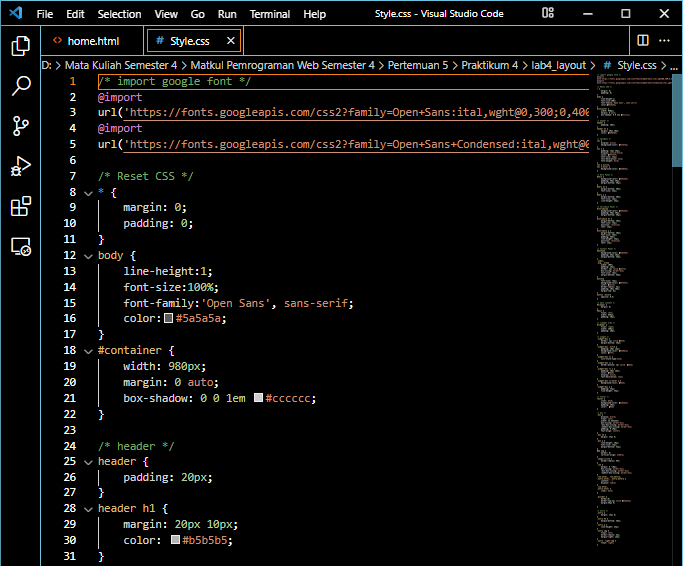 File Edit Selection View Go Run Terminal Help Style.css - Visual Studio Code
home.html Style.css
D: > Mata Kuliah Semester 4 > Matkul Pemrograman Web Semester 4 > Pertemuan 5 > Praktikum 4 > lab4_layout > # Style.css > ...
1 /* import google font */
2 @import
3 url('https://fonts.googleapis.com/css2?family=Open+Sans:ital,wght@0,300;0,400
4 @import
5 url('https://fonts.googleapis.com/css2?family=Open+Sans+Condensed:ital,wght@0
6
7 /* Reset CSS */
8 * {
9 margin: 0;
10 padding: 0;
11 }
12 body {
13 line-height:1;
14 font-size:100%;
15 font-family:'Open Sans', sans-serif;
16 color:#5a5a5a;
17 }
18 #container {
19 width: 980px;
20 margin: 0 auto;
21 box-shadow: 0 0 1em #cccccc;
22 }
23
24 /* header */
25 header {
26 padding: 20px;
27 }
28 header h1 {
29 margin: 20px 10px;
30 color: #b5b5b5;
31 }